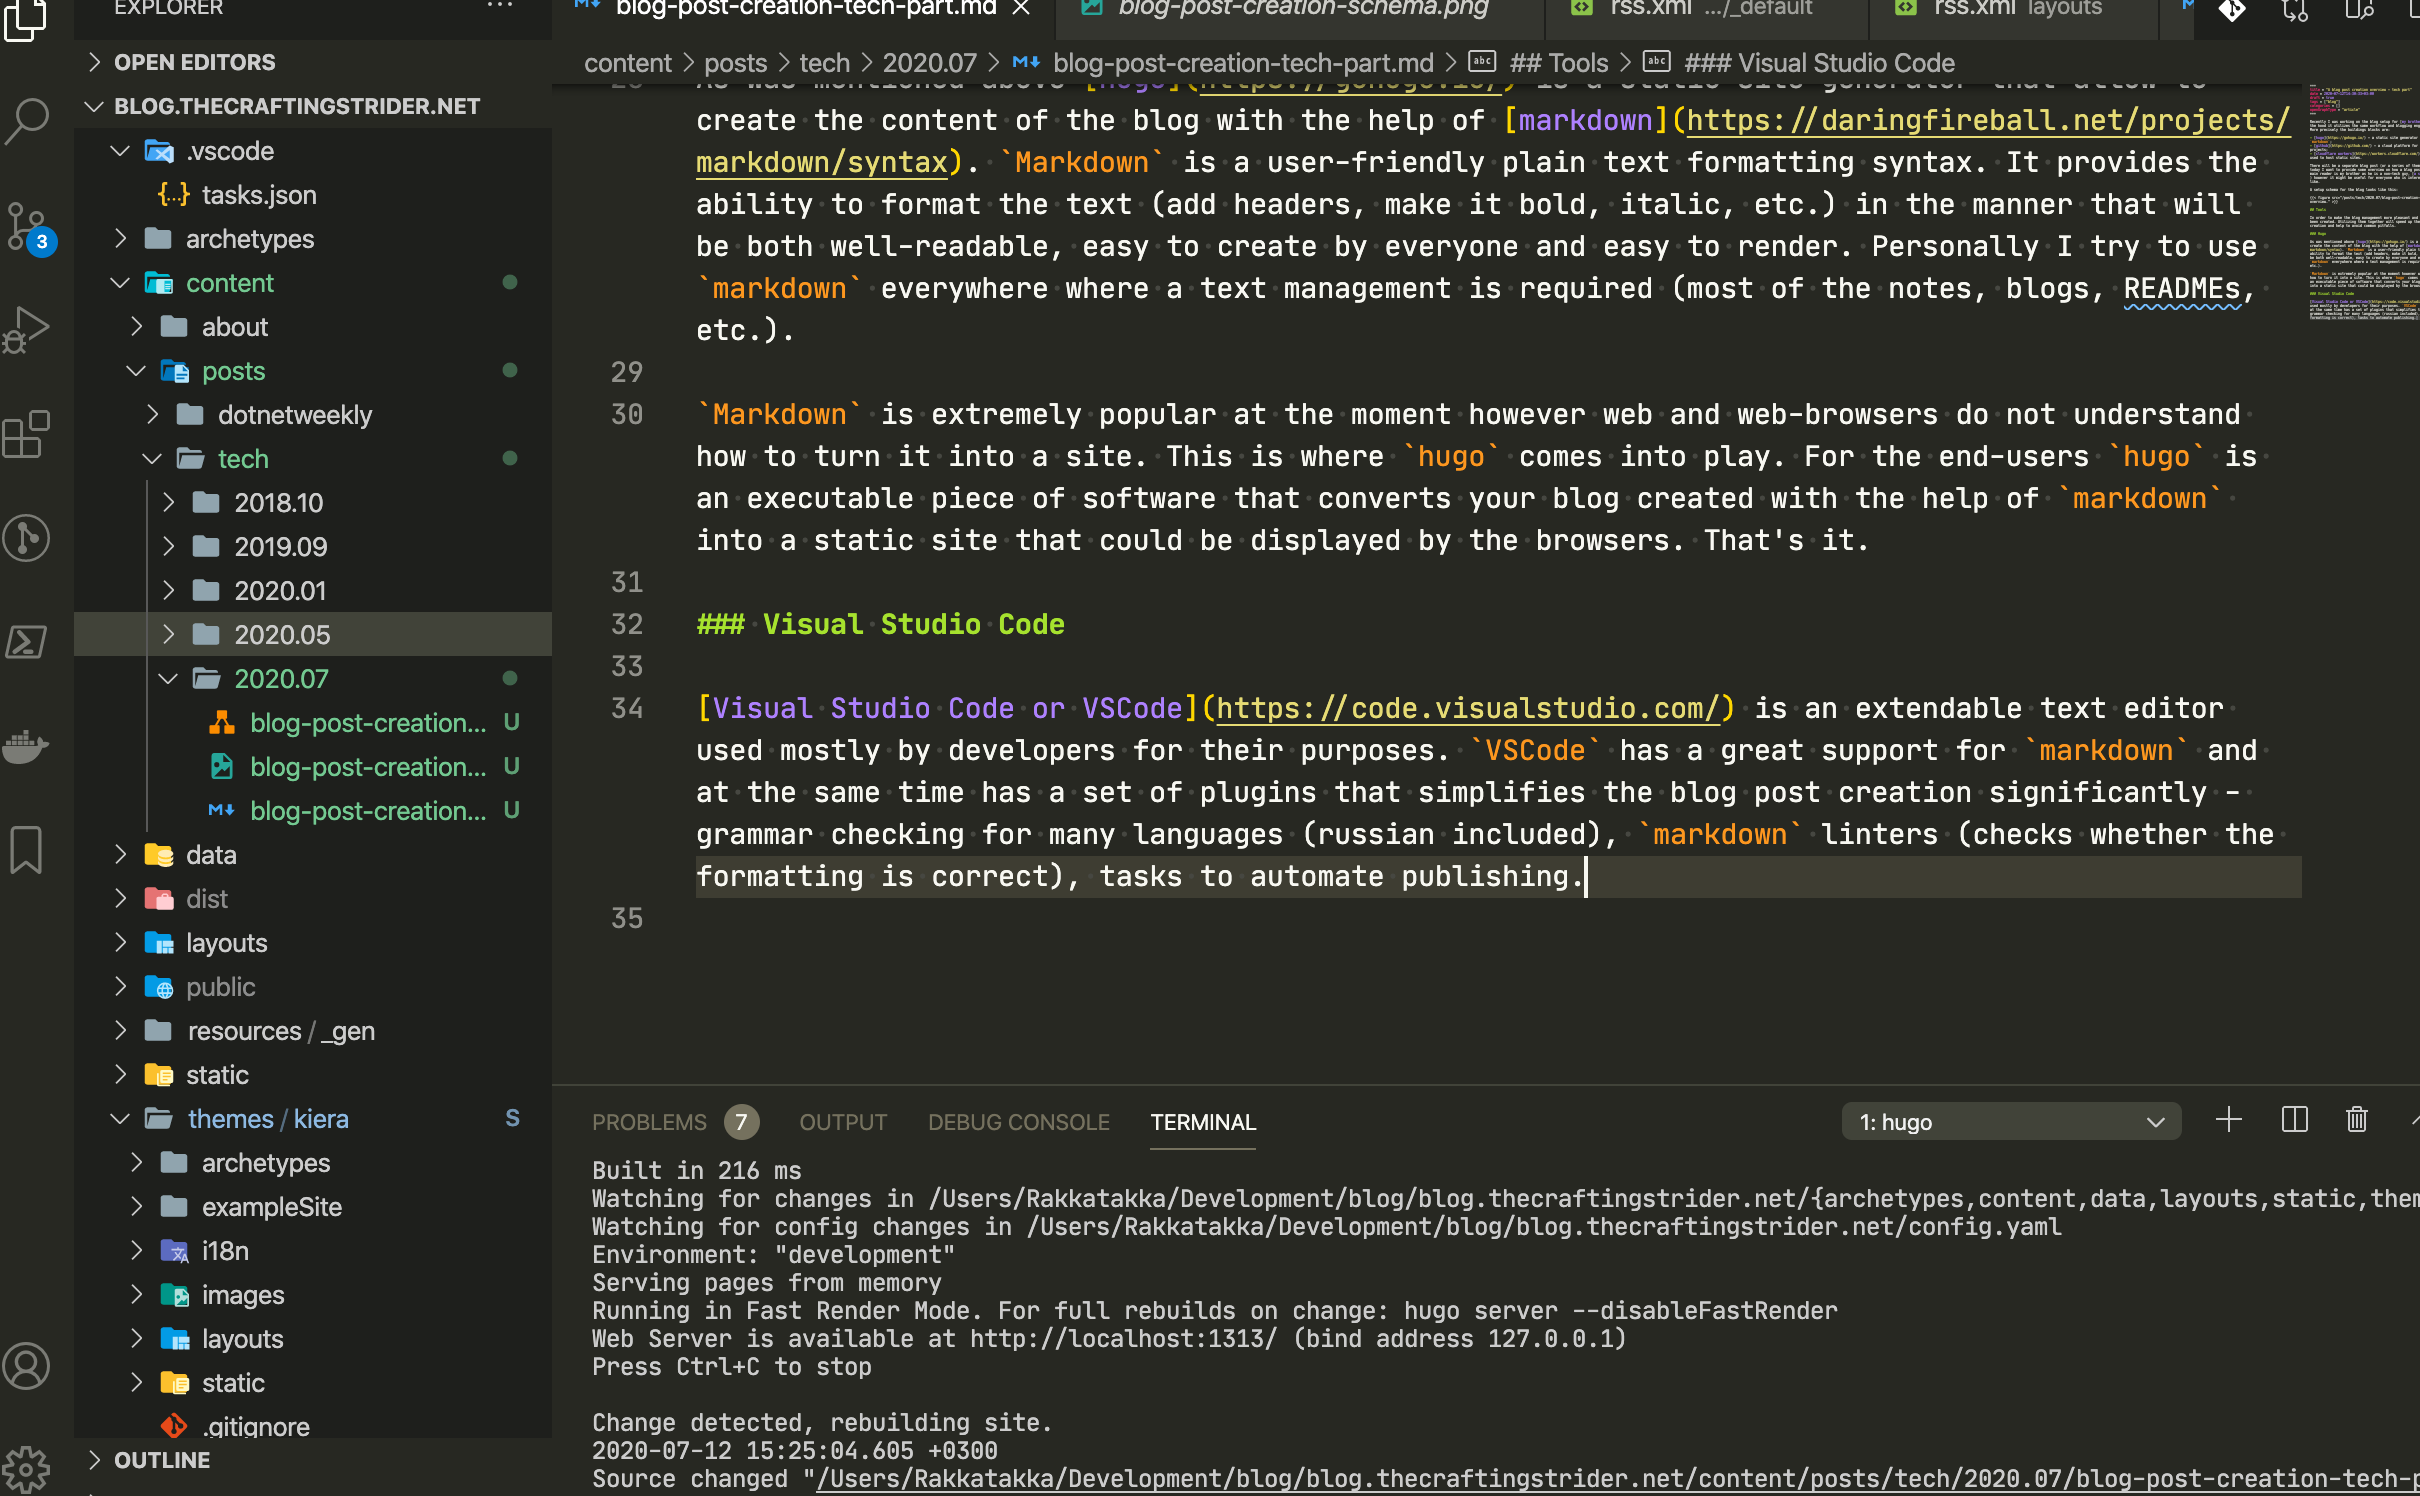 EXPLORER
OPEN EDITORS
BLOG.THECRAFTINGSTRIDER.NET
.vscode
tasks.json
archetypes
content
about
posts
dotnetweekly
tech
2018.10
2019.09
2020.01
2020.05
2020.07
blog-post-creation... U
blog-post-creation... U
blog-post-creation... U
data
dist
layouts
public
resources / _gen
static
themes / kiera S
archetypes
exampleSite
i18n
images
layouts
static
.gitignore
OUTLINE
3
blog-post-creation-tech-part.md
blog-post-creation-schema.png
rss.xml .../_default
rss.xml layouts
content > posts > tech > 2020.07 > blog-post-creation-tech-part.md > ## Tools > ### Visual Studio Code
As was mentioned above [hugo](https://gohugo.io/) is a static site generator that allow to
create the content of the blog with the help of [markdown](https://daringfireball.net/projects/
markdown/syntax). `Markdown` is a user-friendly plain text formatting syntax. It provides the
ability to format the text (add headers, make it bold, italic, etc.) in the manner that will
be both well-readable, easy to create by everyone and easy to render. Personally I try to use
`markdown` everywhere where a text management is required (most of the notes, blogs, READMEs,
etc.).
29
30 `Markdown` is extremely popular at the moment however web and web-browsers do not understand
how to turn it into a site. This is where `hugo` comes into play. For the end-users `hugo` is
an executable piece of software that converts your blog created with the help of `markdown`
into a static site that could be displayed by the browsers. That's it.
31
32 ### Visual Studio Code
33
34 [Visual Studio Code or VSCode](https://code.visualstudio.com/) is an extendable text editor
used mostly by developers for their purposes. `VSCode` has a great support for `markdown` and
at the same time has a set of plugins that simplifies the blog post creation significantly -
grammar checking for many languages (russian included), `markdown` linters (checks whether the
formatting is correct), tasks to automate publishing.
35
PROBLEMS 7 OUTPUT DEBUG CONSOLE TERMINAL 1: hugo
Built in 216 ms
Watching for changes in /Users/Rakkatakka/Development/blog/blog.thecraftingstrider.net/{archetypes,content,data,layouts,static,them
Watching for config changes in /Users/Rakkatakka/Development/blog/blog.thecraftingstrider.net/config.yaml
Environment: "development"
Serving pages from memory
Running in Fast Render Mode. For full rebuilds on change: hugo server --disableFastRender
Web Server is available at http://localhost:1313/ (bind address 127.0.0.1)
Press Ctrl+C to stop
Change detected, rebuilding site.
2020-07-12 15:25:04.605 +0300
Source changed "/Users/Rakkatakka/Development/blog/blog.thecraftingstrider.net/content/posts/tech/2020.07/blog-post-creation-tech-p